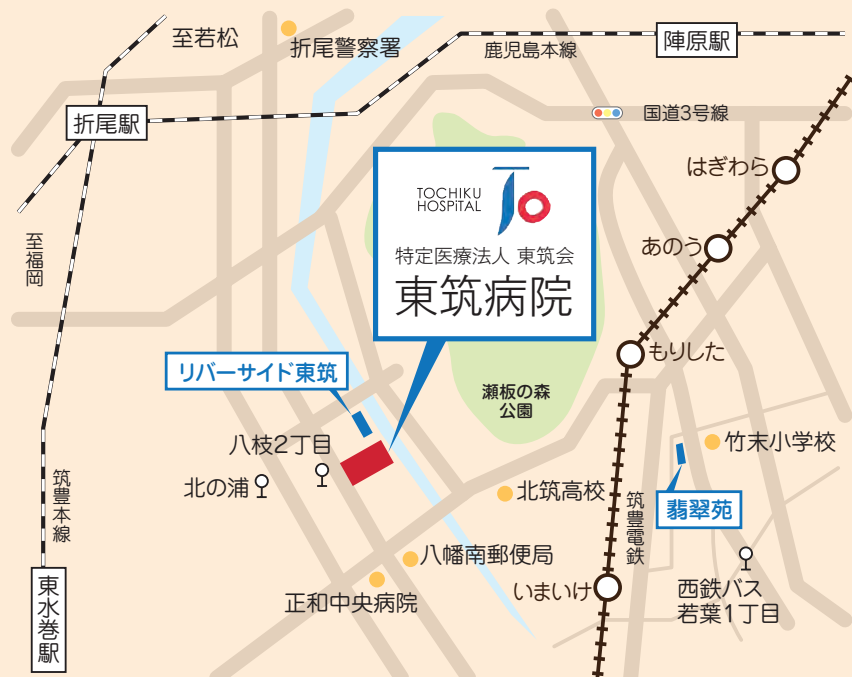 至若松
折尾警察署
鹿児島本線
陣原駅
折尾駅
国道3号線
はぎわら
TOCHIKU
HOSPITAL
特定医療法人 東筑会
東筑病院
あのう
至福岡
もりした
リバーサイド東筑
瀬板の森
公園
八枝2丁目
北の浦
竹末小学校
筑豊本線
北筑高校
筑豊電鉄
翡翠苑
八幡南郵便局
正和中央病院
いまいけ
西鉄バス
若葉1丁目
東水巻駅